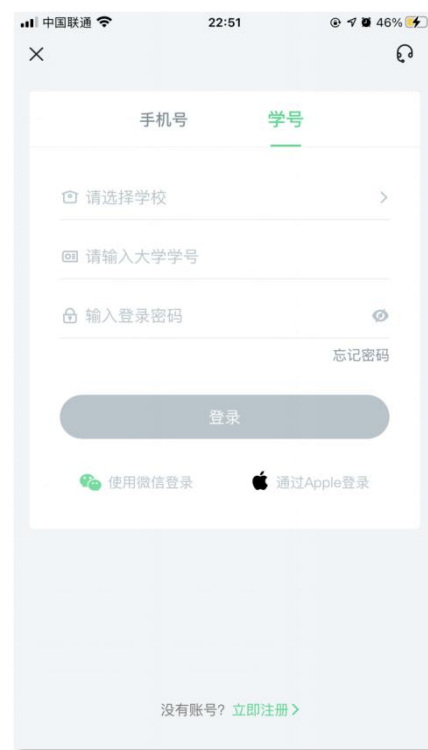 中国联通 22:51 46%
手机号 学号
请选择学校
请输入大学学号
输入登录密码
忘记密码
登录
使用微信登录 通过Apple登录
没有账号? 立即注册